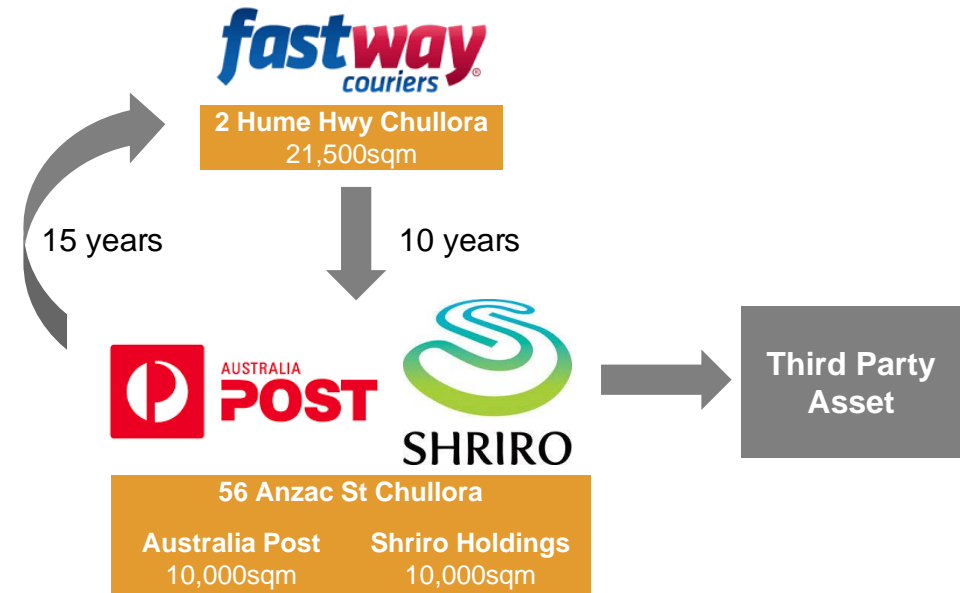 fastway
couriers
2 Hume Hwy Chullora
21,500sqm
15 years
10 years
AUSTRALIA
POST
SHRIRO
Third Party
Asset
56 Anzac St Chullora
Australia Post Shriro Holdings
10,000sqm 10,000sqm